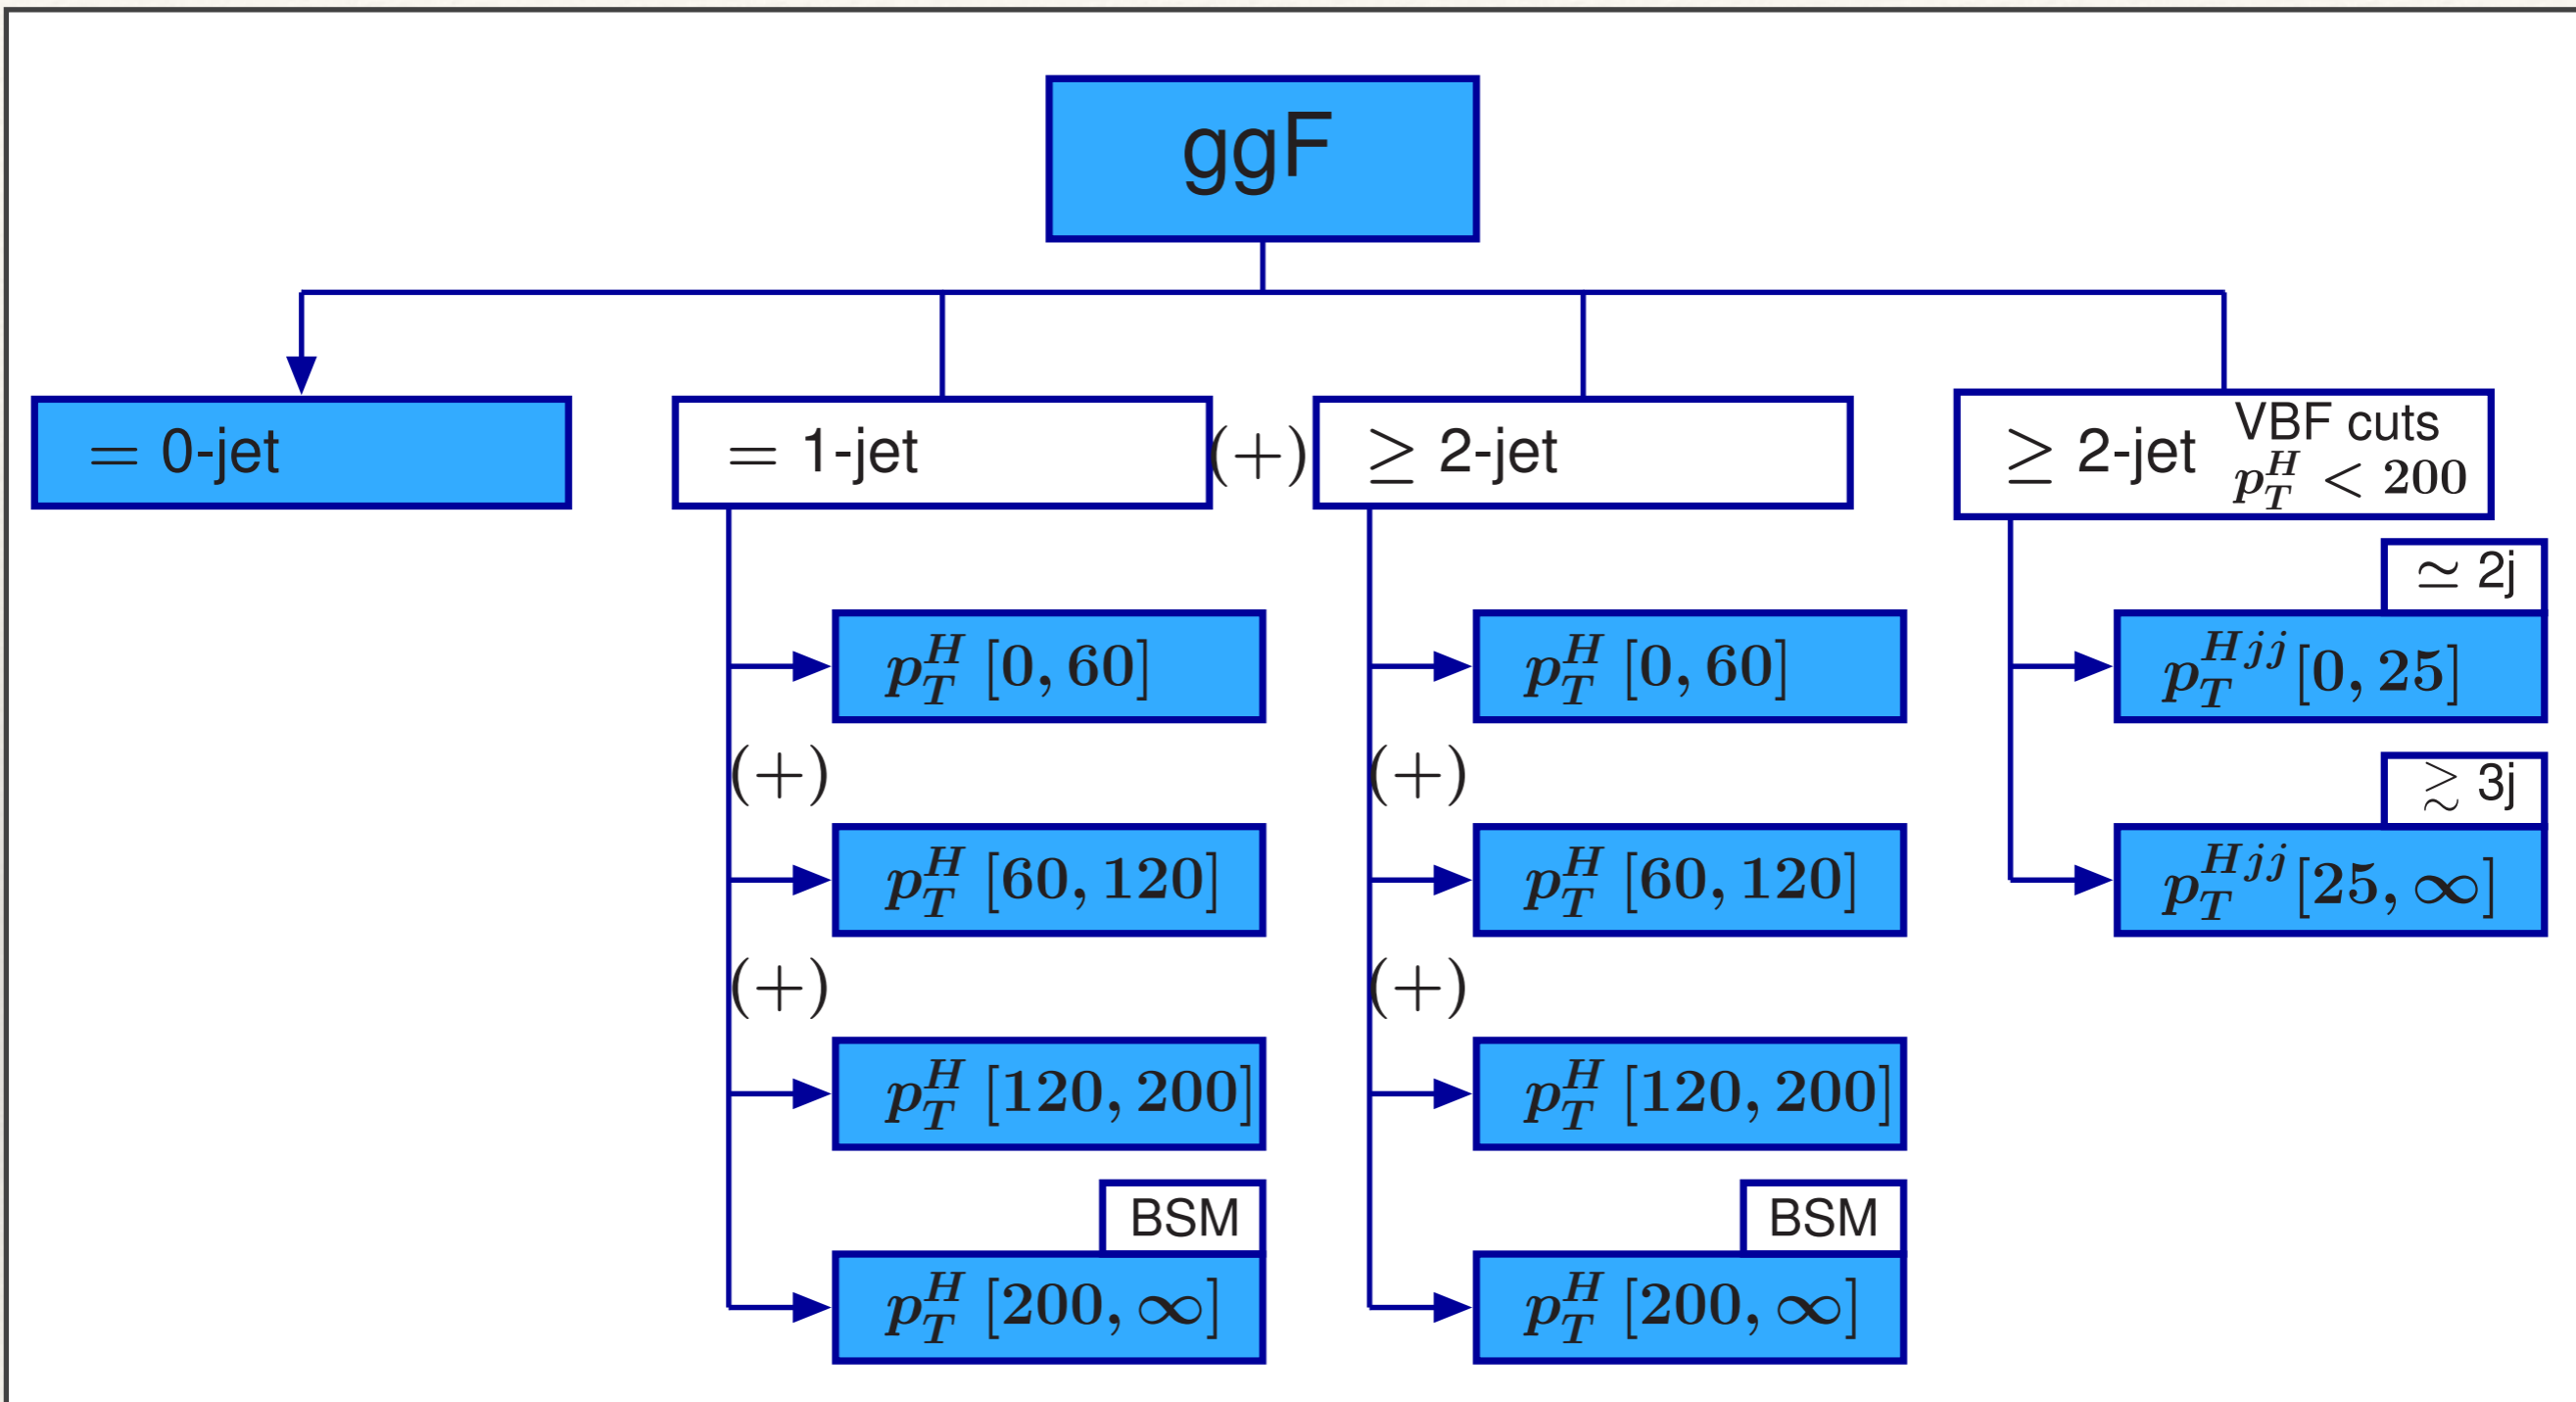 ggF
= 0-jet
= 1-jet
(+)
≥ 2-jet
≥ 2-jet VBF cuts
p_T^H < 200
p_T^H [0, 60]
(+)
p_T^H [60, 120]
(+)
p_T^H [120, 200]
BSM
p_T^H [200, ∞]
p_T^H [0, 60]
(+)
p_T^H [60, 120]
(+)
p_T^H [120, 200]
BSM
p_T^H [200, ∞]
≃ 2j
p_T^{Hjj} [0, 25]
≳ 3j
p_T^{Hjj} [25, ∞]